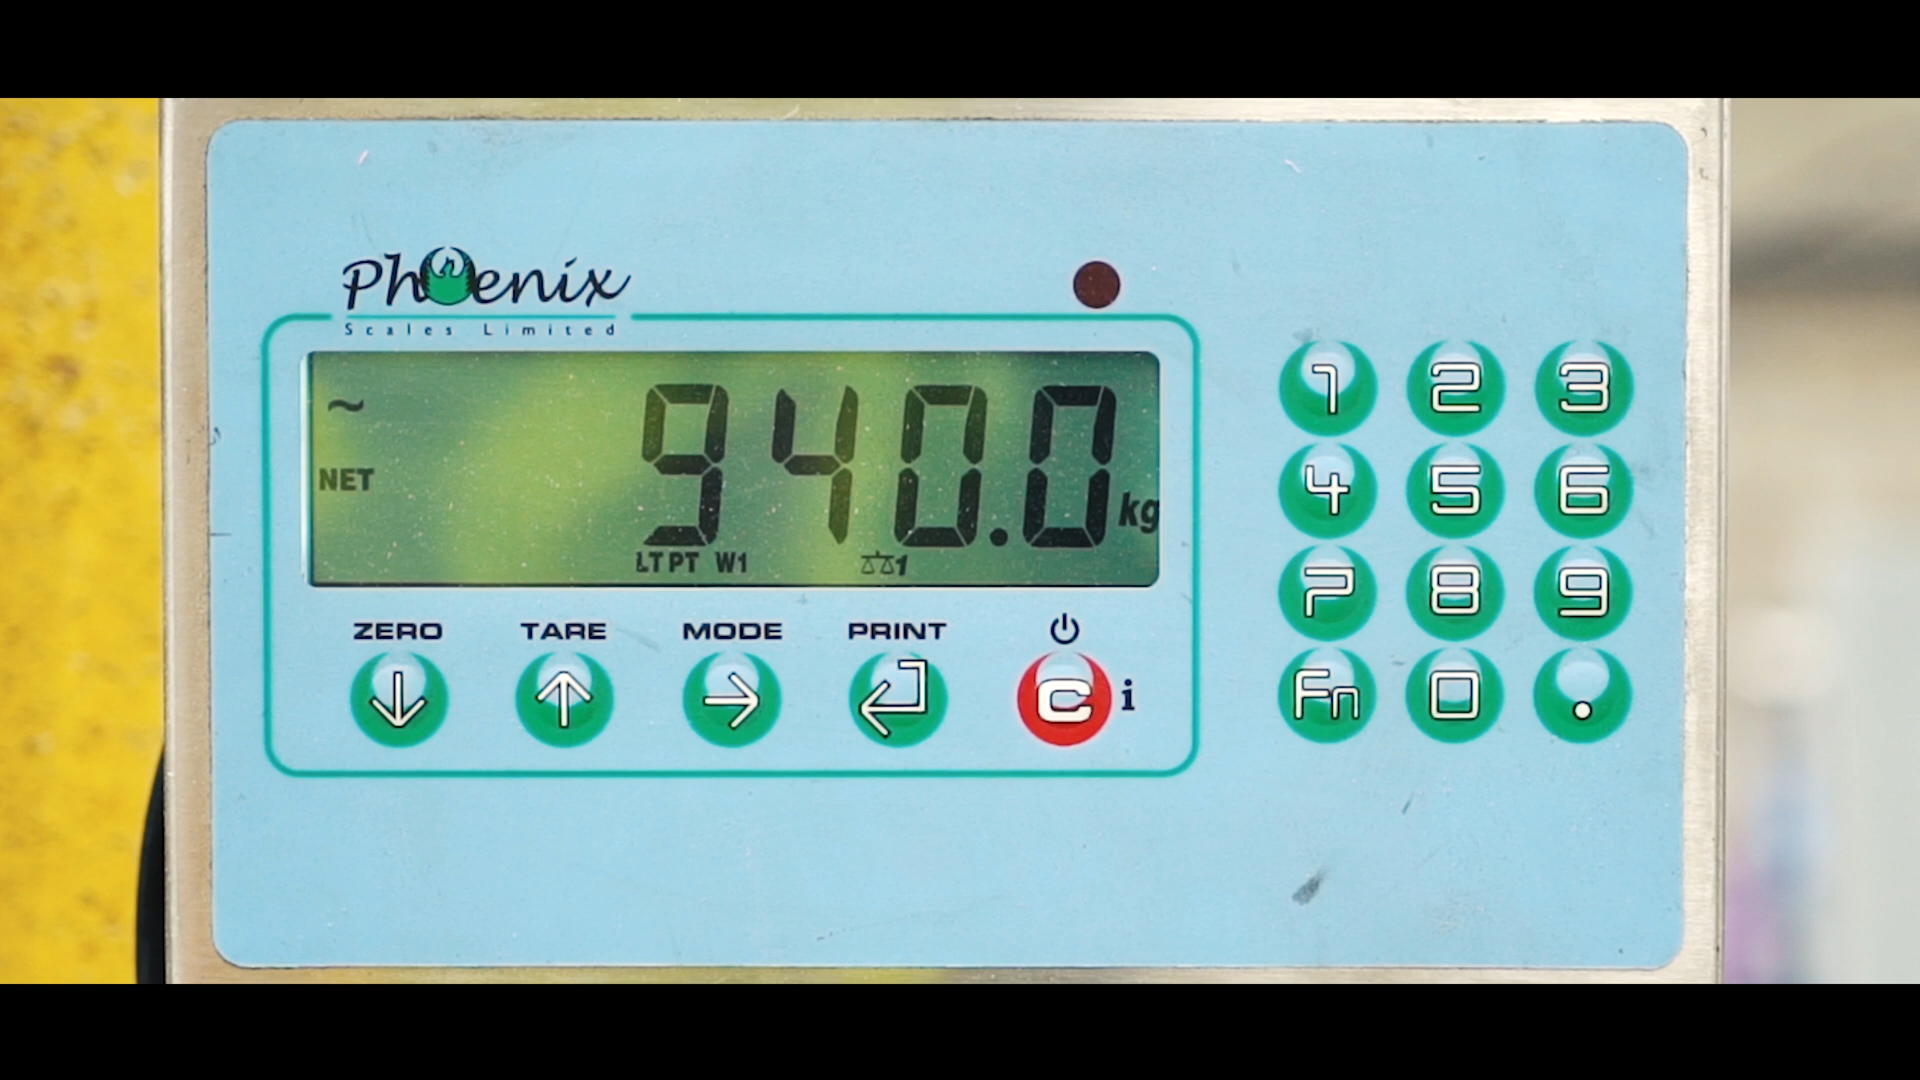 Phoenix
Scales Limited
~
NET
940.0 kg
LT PT W1 1
ZERO TARE MODE PRINT
C i
1 2 3
4 5 6
7 8 9
Fn 0 .